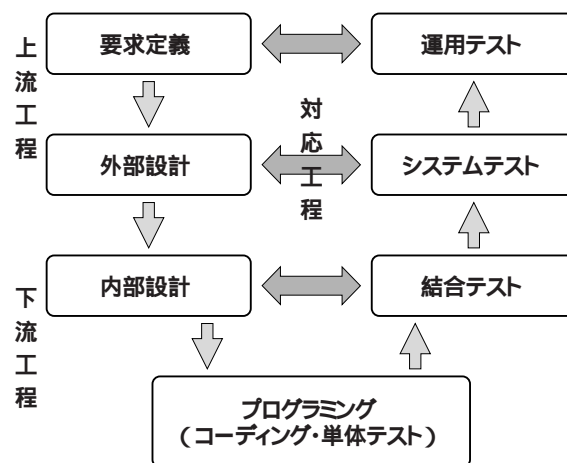 上流工程
要求定義
運用テスト
対応工程
外部設計
システムテスト
下流工程
内部設計
結合テスト
プログラミング
(コーディング・単体テスト)